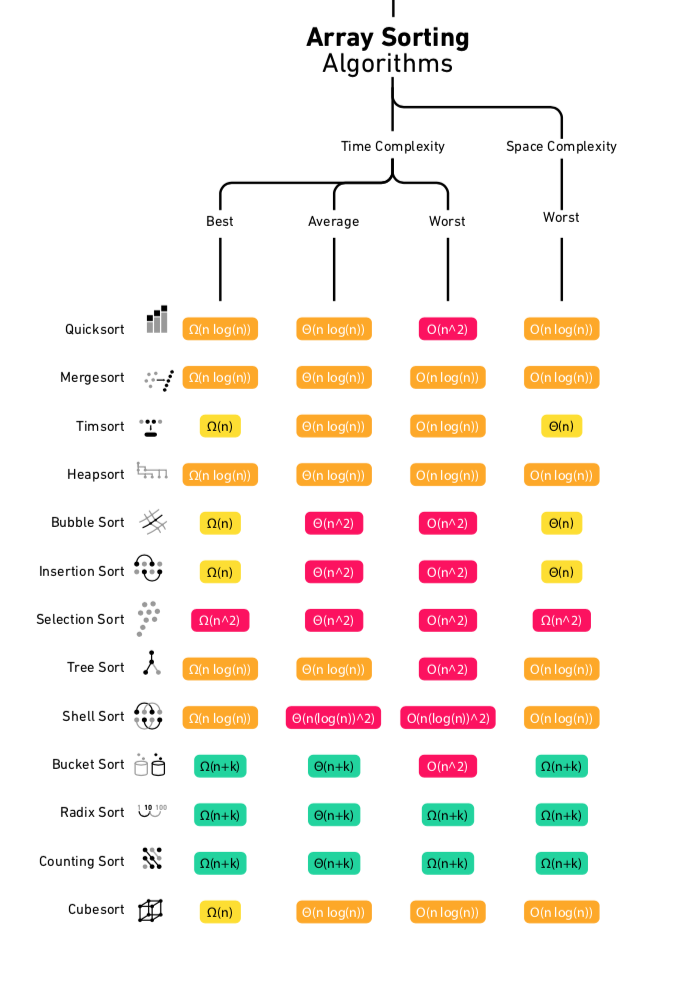 Array Sorting
Algorithms
Time Complexity Space Complexity
Best Average Worst Worst
Quicksort Ω(n log(n)) Θ(n log(n)) O(n^2) O(n log(n))
Mergesort Ω(n log(n)) Θ(n log(n)) O(n log(n)) O(n log(n))
Timsort Ω(n) Θ(n log(n)) O(n log(n)) Θ(n)
Heapsort Ω(n log(n)) Θ(n log(n)) O(n log(n)) O(n log(n))
Bubble Sort Ω(n) Θ(n^2) O(n^2) Θ(n)
Insertion Sort Ω(n) Θ(n^2) O(n^2) Θ(n)
Selection Sort Ω(n^2) Θ(n^2) O(n^2) Ω(n^2)
Tree Sort Ω(n log(n)) Θ(n log(n)) O(n^2) O(n log(n))
Shell Sort Ω(n log(n)) Θ(n(log(n))^2) O(n(log(n))^2) O(n log(n))
Bucket Sort Ω(n+k) Θ(n+k) O(n^2) Ω(n+k)
Radix Sort 1 10 100 Ω(n+k) Θ(n+k) Ω(n+k) Ω(n+k)
Counting Sort Ω(n+k) Θ(n+k) Ω(n+k) Ω(n+k)
Cubesort Ω(n) Θ(n log(n)) O(n log(n)) O(n log(n))